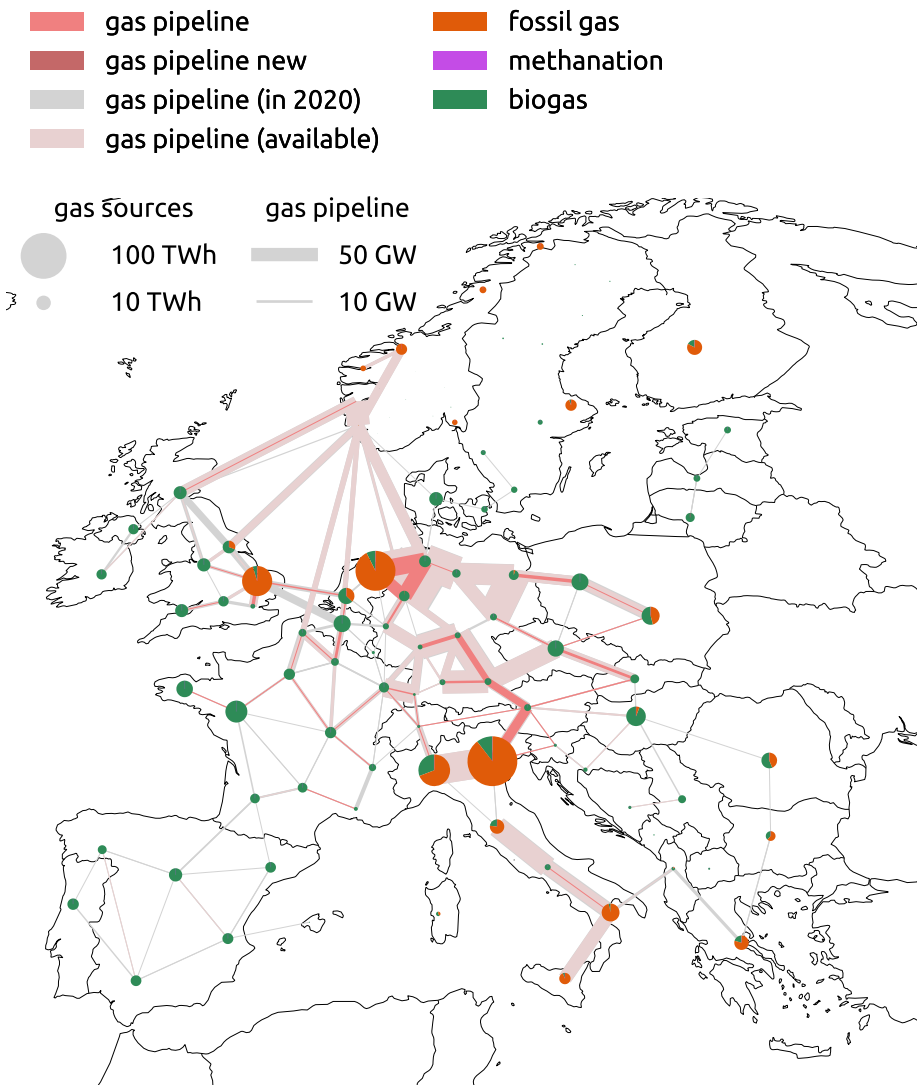 gas pipeline
gas pipeline new
gas pipeline (in 2020)
gas pipeline (available)
fossil gas
methanation
biogas
gas sources
100 TWh
10 TWh
gas pipeline
50 GW
10 GW